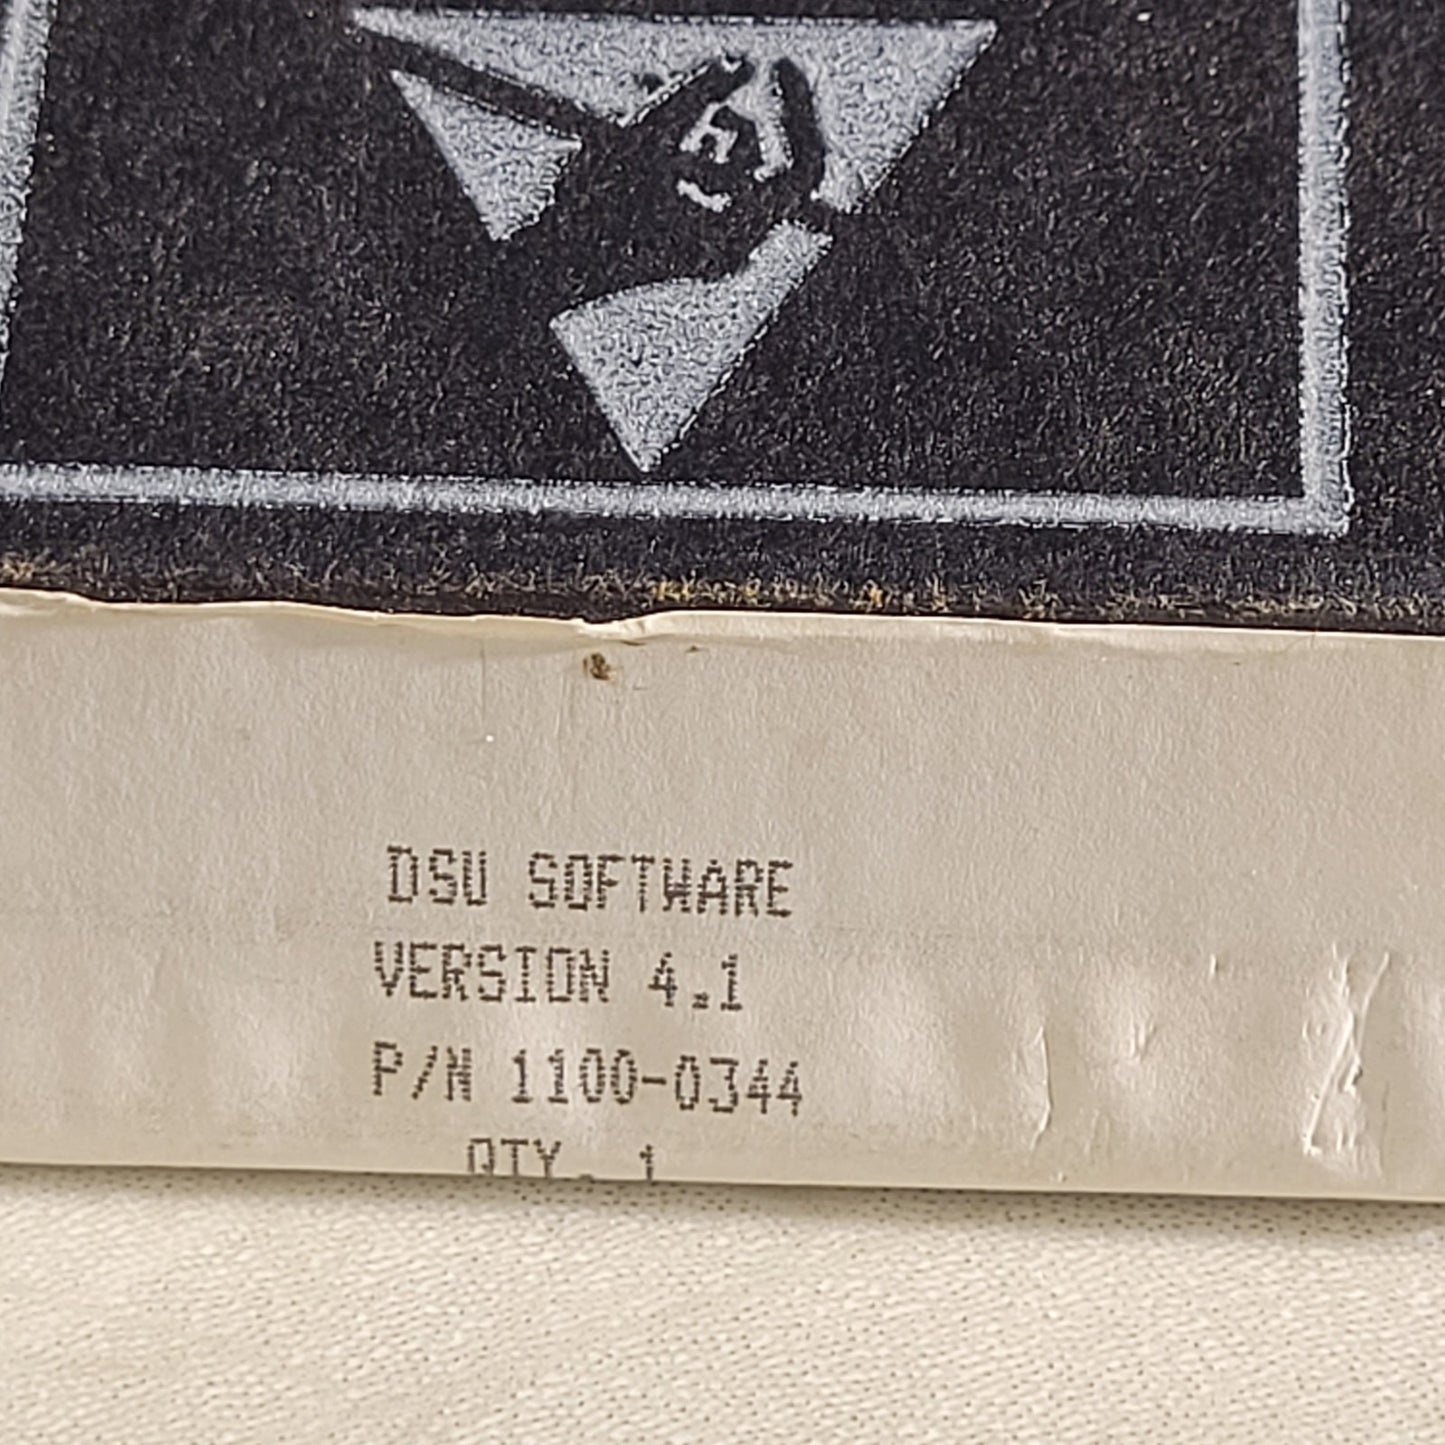 DSU SOFTWARE
VERSION 4.1
P/N 1100-0344
QTY. 1